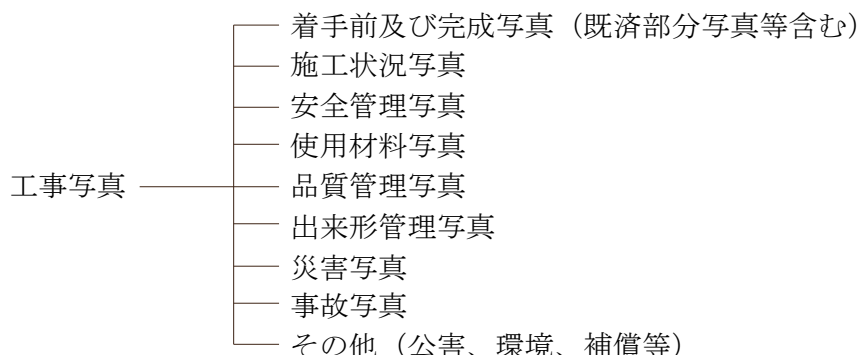 着手前及び完成写真（既済部分写真等含む）
施工状況写真
安全管理写真
使用材料写真
工事写真
品質管理写真
出来形管理写真
災害写真
事故写真
その他（公害、環境、補償等）